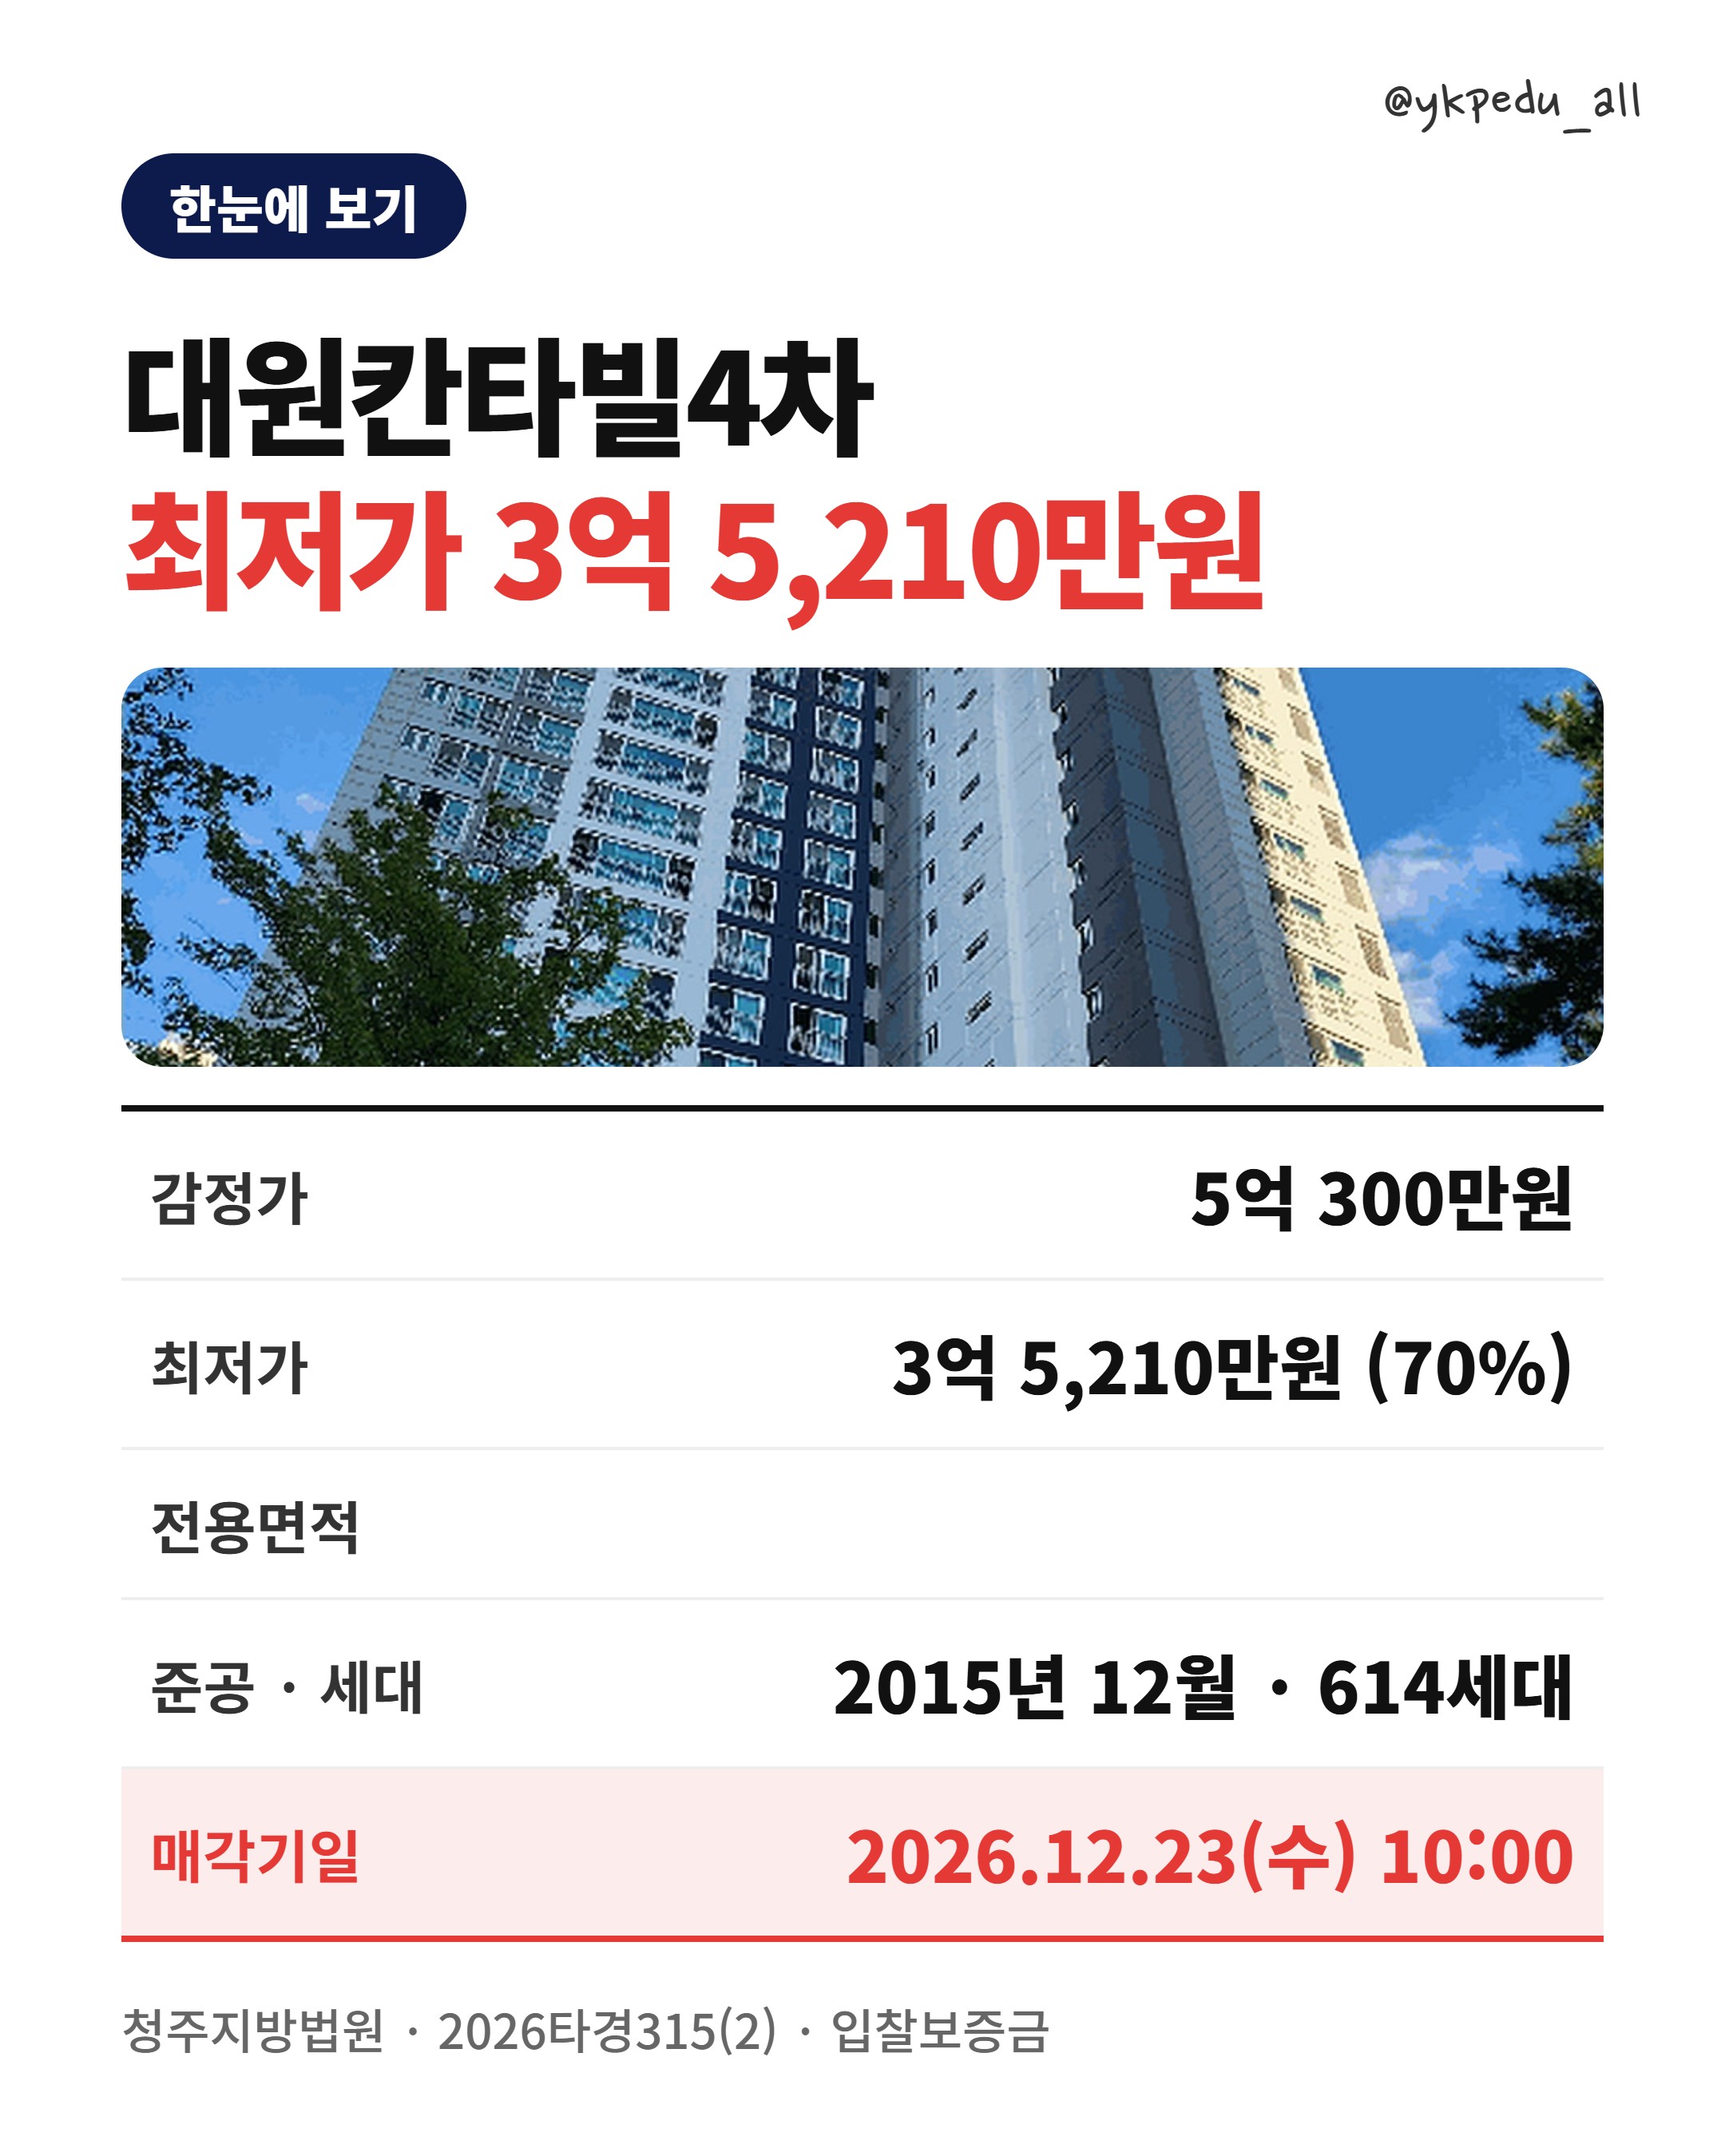 @ykpedu_all
한눈에 보기
대원칸타빌4차
최저가 3억 5,210만원
감정가 5억 300만원
최저가 3억 5,210만원 (70%)
전용면적
준공 · 세대 2015년 12월 · 614세대
매각기일 2026.12.23(수) 10:00
청주지방법원 · 2026타경315(2) · 입찰보증금